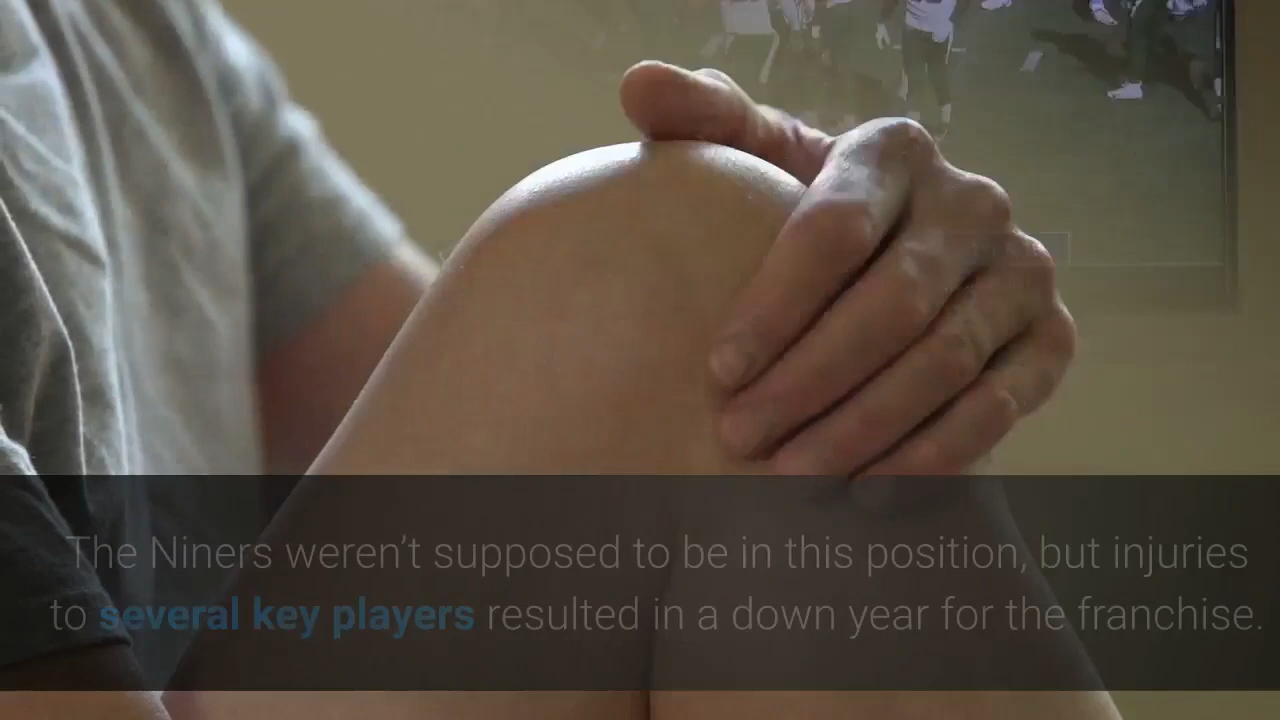 The Niners weren’t supposed to be in this position, but injuries
to several key players resulted in a down year for the franchise.